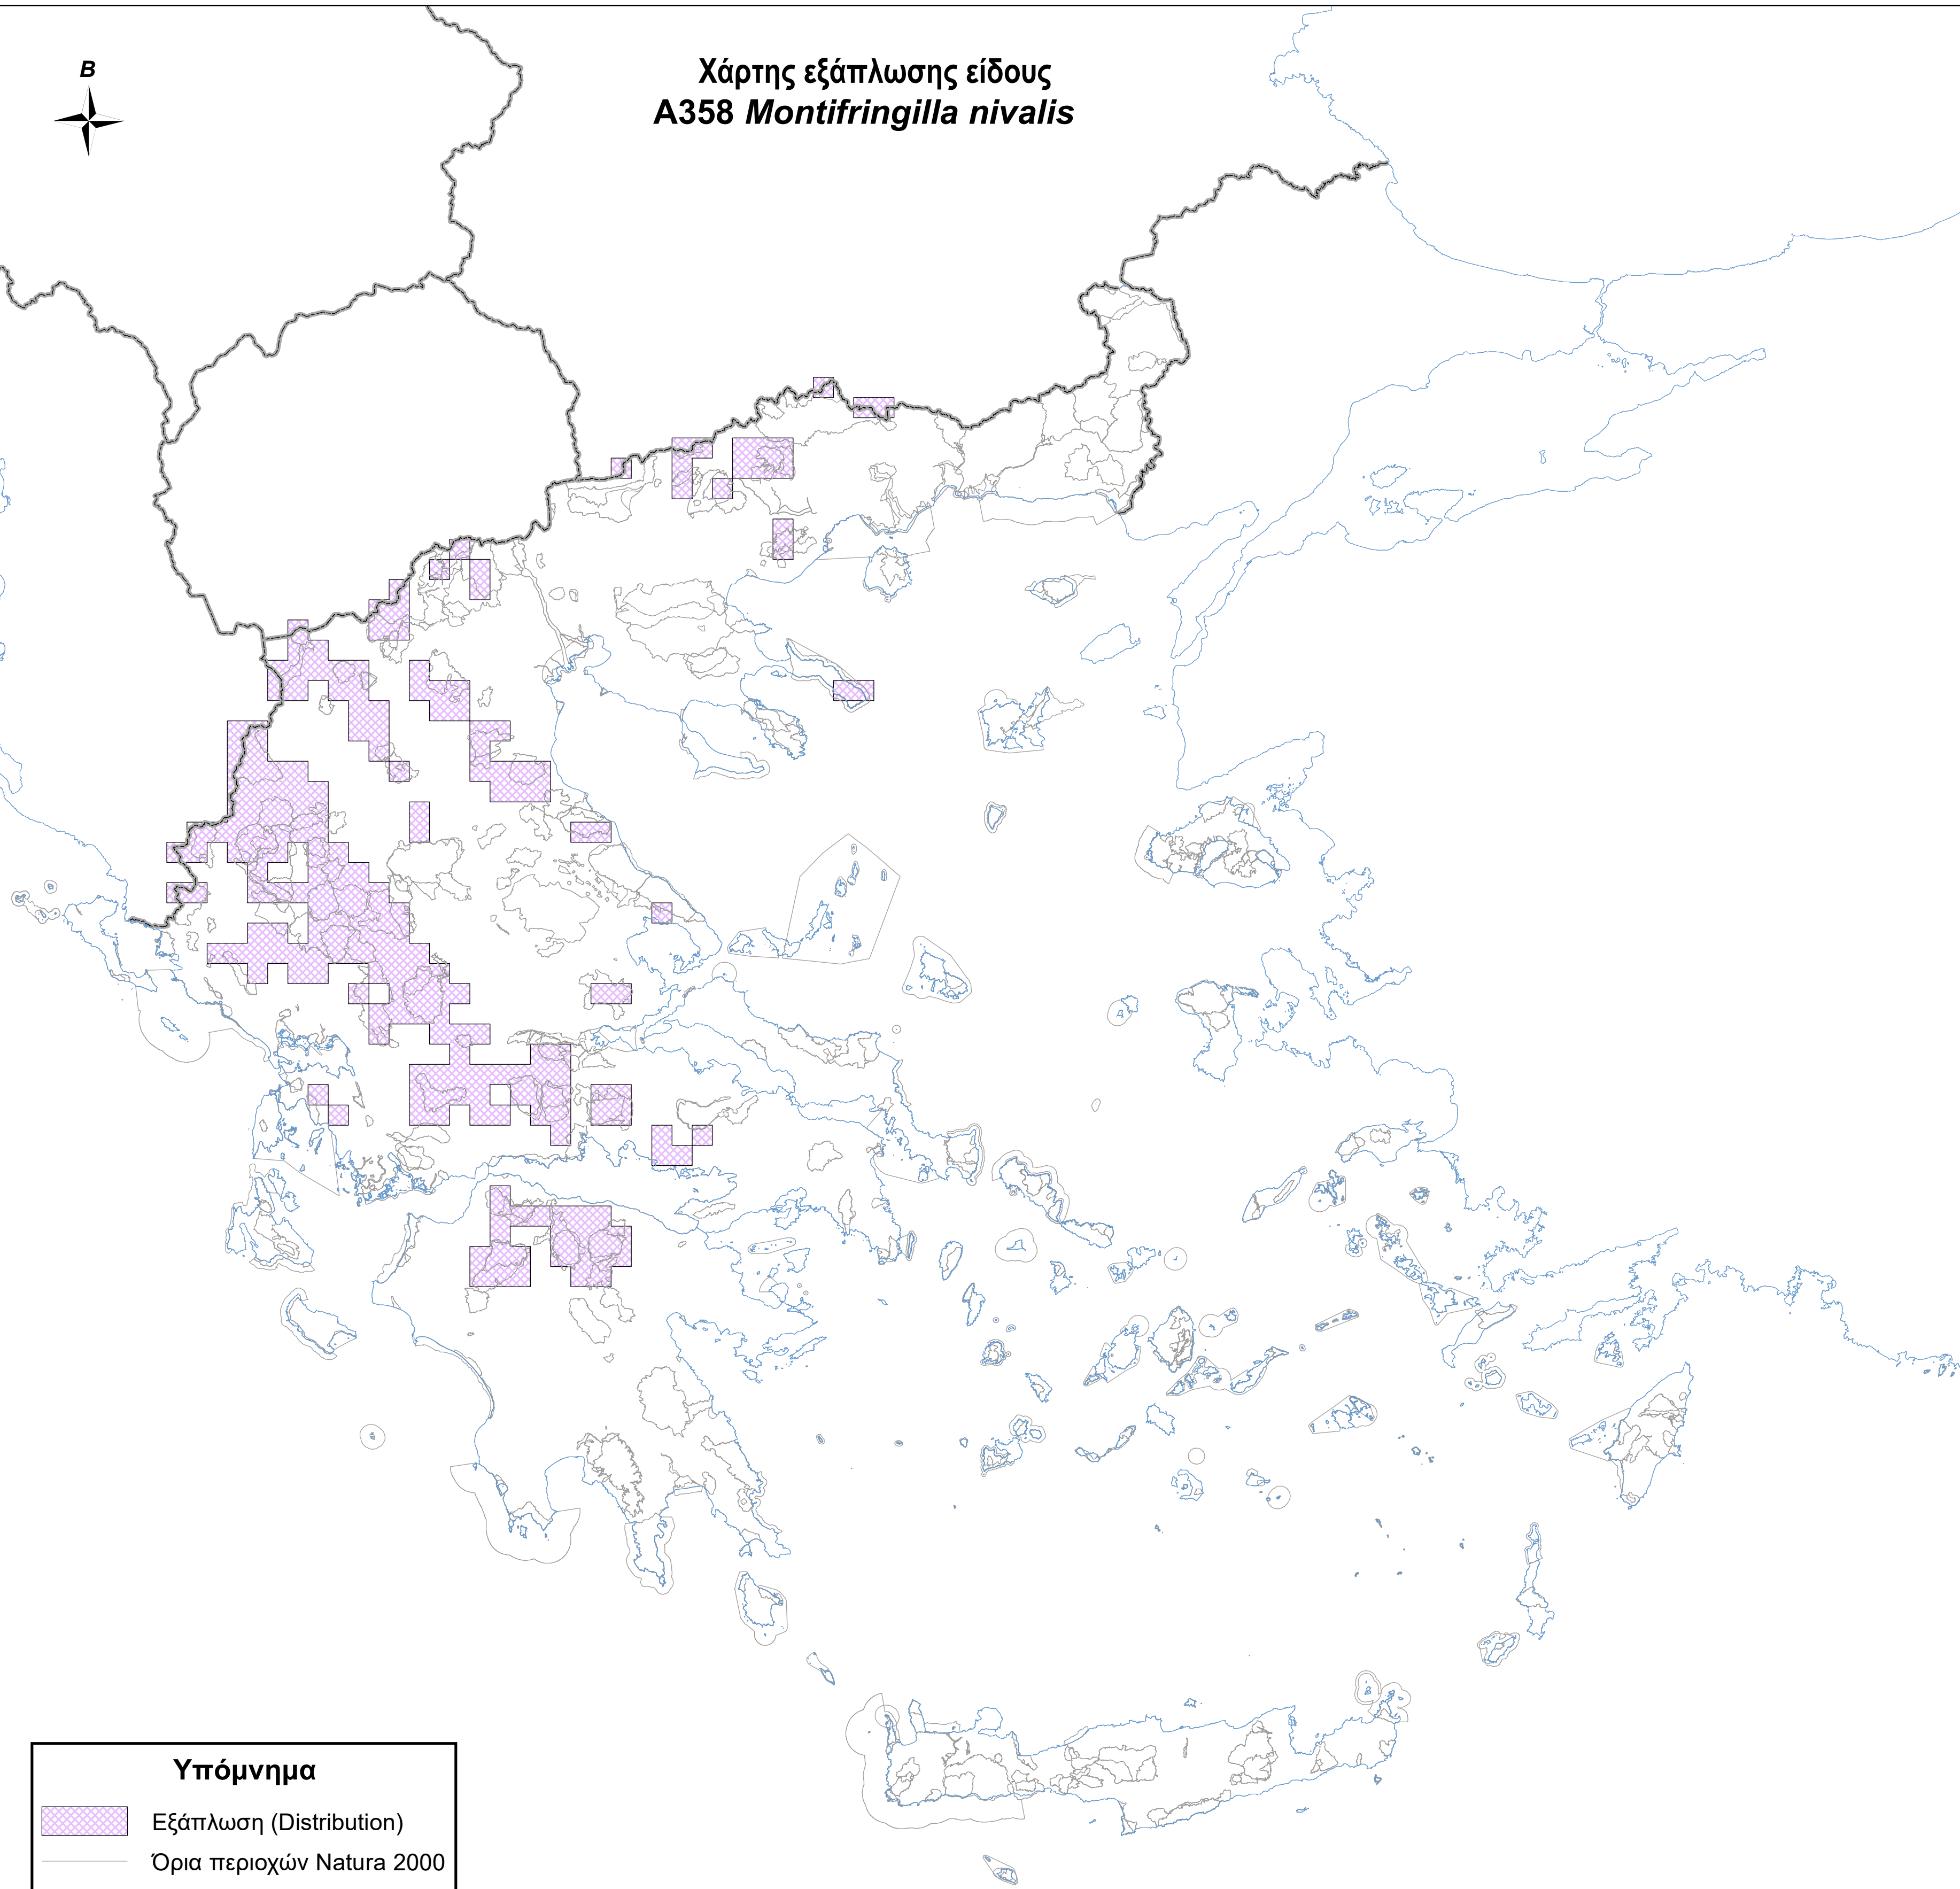 Β
Χάρτης εξάπλωσης είδους
A358 Montifringilla nivalis
Υπόμνημα
Εξάπλωση (Distribution)
Όρια περιοχών Natura 2000